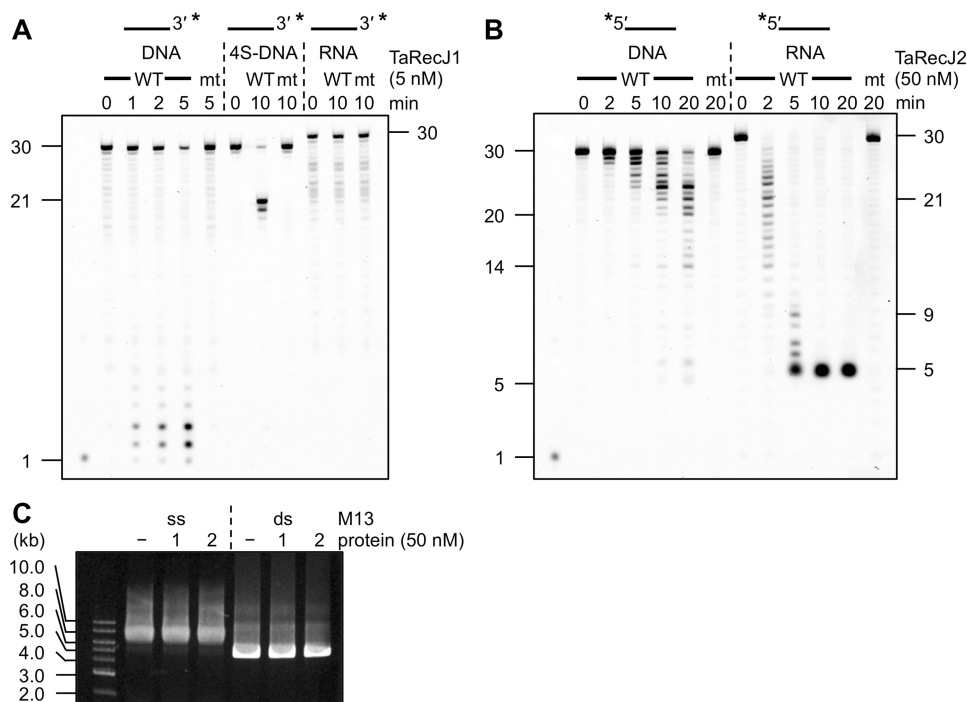 A
3′ *
3′ *
3′ *
DNA
4S-DNA
RNA
TaRecJ1
WT
mt
WT mt
WT mt
(5 nM)
0 1 2 5 5 0 10 10 0 10 10
min
30
21
1
30
B
*5′
*5′
DNA
RNA
TaRecJ2
WT
mt
WT
mt
(50 nM)
0 2 5 10 20 20 0 2 5 10 20 20
min
30
20
14
5
1
30
21
9
5
C
ss
ds
M13
(kb)
– 1 2 – 1 2
protein (50 nM)
10.0
8.0
6.0
5.0
4.0
3.0
2.0